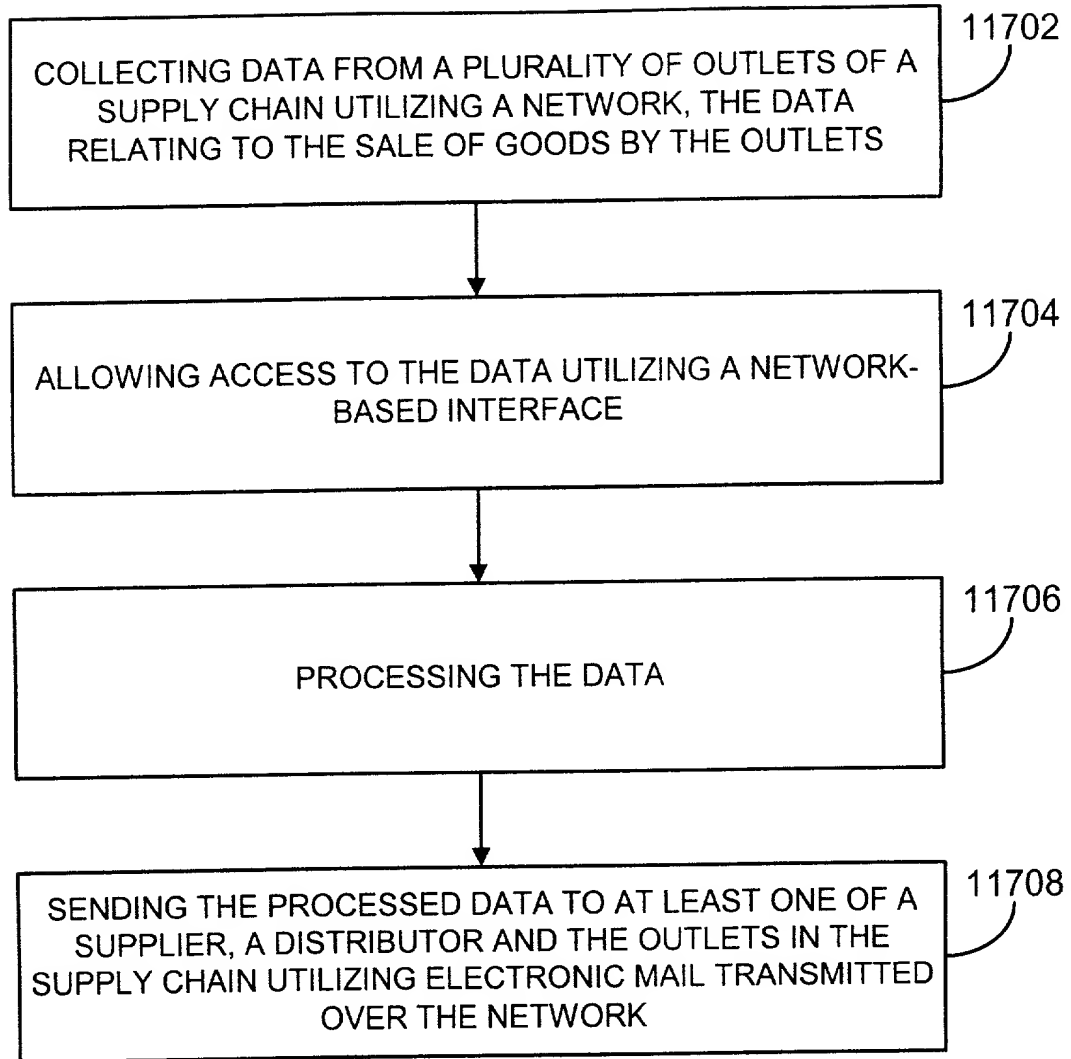 11702
COLLECTING DATA FROM A PLURALITY OF OUTLETS OF A
SUPPLY CHAIN UTILIZING A NETWORK, THE DATA
RELATING TO THE SALE OF GOODS BY THE OUTLETS
11704
ALLOWING ACCESS TO THE DATA UTILIZING A NETWORK-
BASED INTERFACE
11706
PROCESSING THE DATA
11708
SENDING THE PROCESSED DATA TO AT LEAST ONE OF A
SUPPLIER, A DISTRIBUTOR AND THE OUTLETS IN THE
SUPPLY CHAIN UTILIZING ELECTRONIC MAIL TRANSMITTED
OVER THE NETWORK